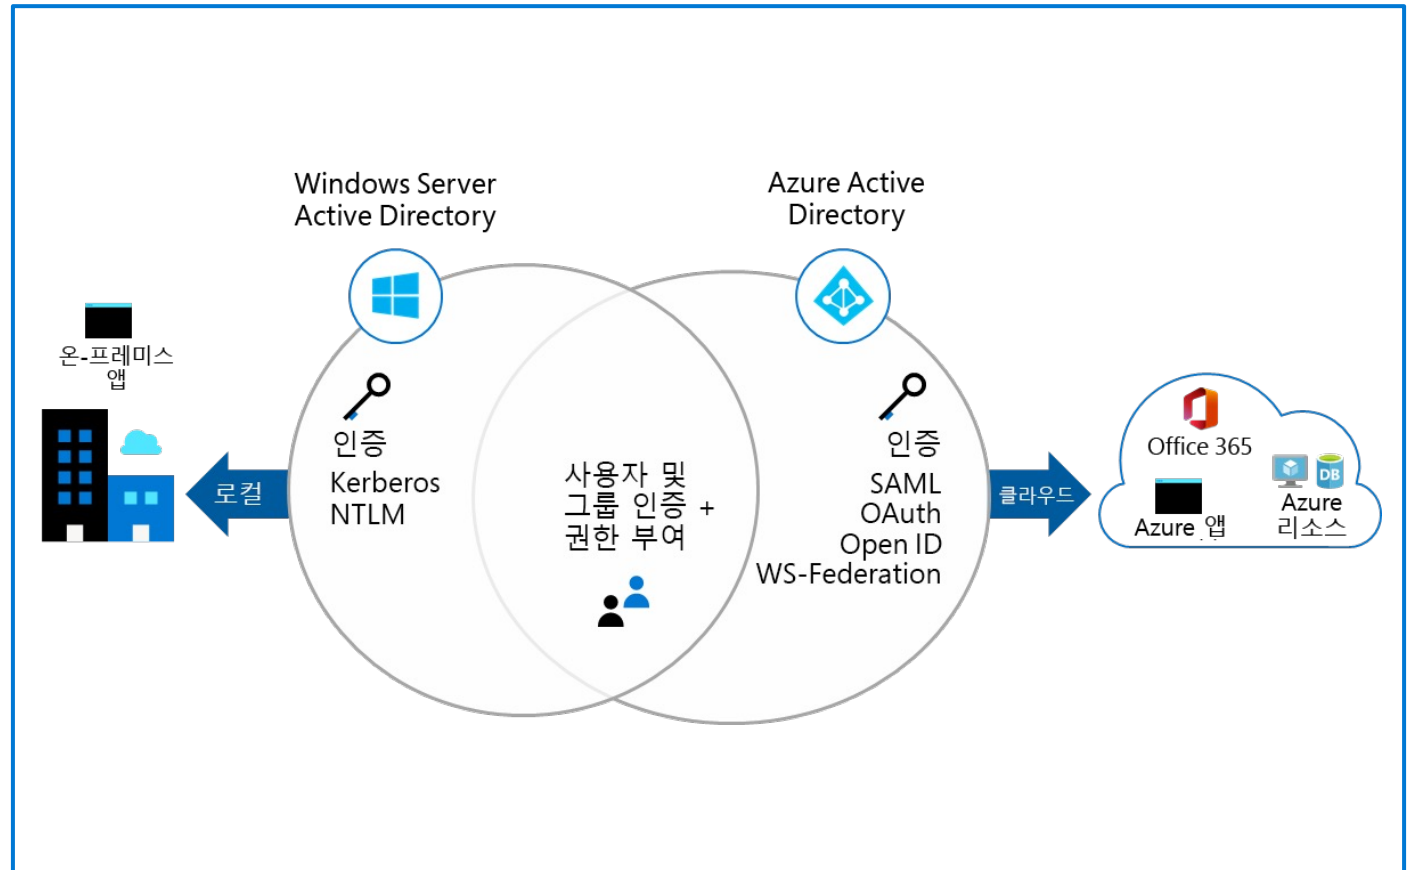 Windows Server
Active Directory
Azure Active
Directory
온-프레미스
앱
로컬
인증
Kerberos
NTLM
사용자 및
그룹 인증 +
권한 부여
인증
SAML
OAuth
Open ID
WS-Federation
클라우드
Office 365
Azure 앱
DB
Azure
리소스